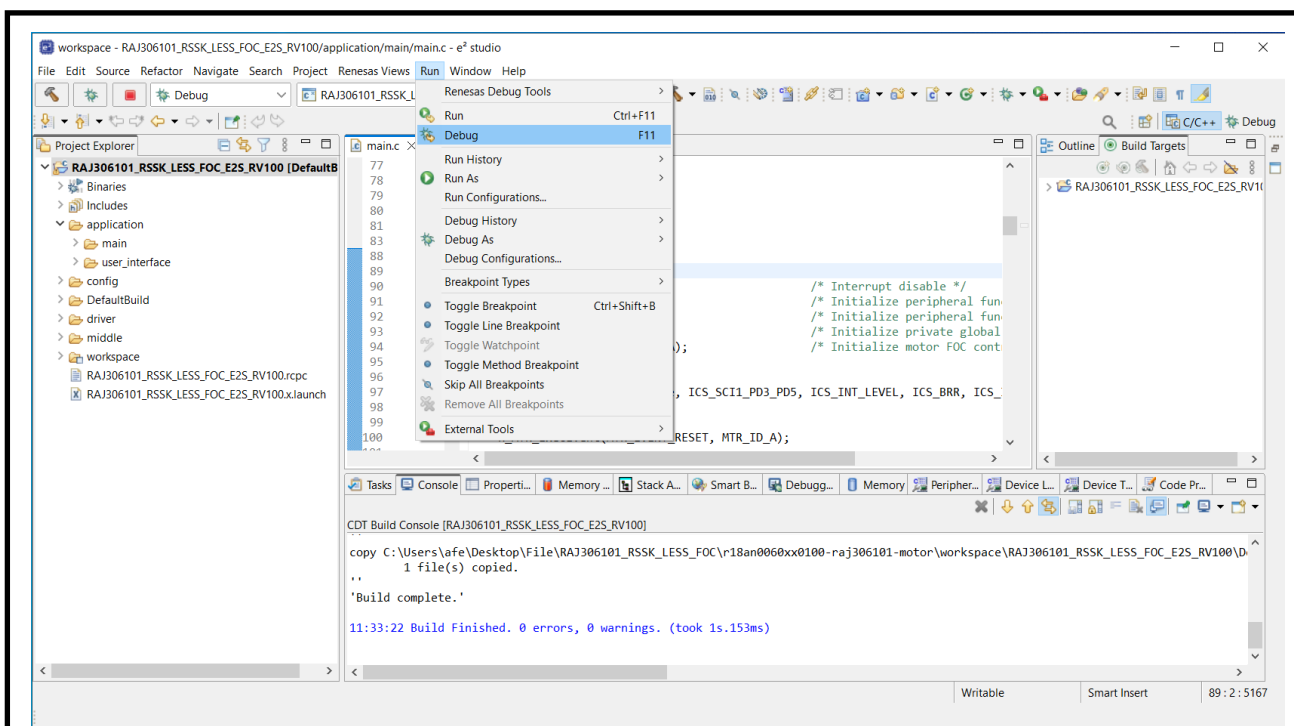 workspace - RAJ306101_RSSK_LESS_FOC_E2S_RV100/application/main/main.c - e² studio
File Edit Source Refactor Navigate Search Project Renesas Views Run Window Help
Debug
RAJ306101_RSSK_L
Renesas Debug Tools
Run Ctrl+F11
Debug F11
Run History
Run As
Run Configurations...
Debug History
Debug As
Debug Configurations...
Breakpoint Types
Toggle Breakpoint Ctrl+Shift+B
Toggle Line Breakpoint
Toggle Watchpoint
Toggle Method Breakpoint
Skip All Breakpoints
Remove All Breakpoints
External Tools
C/C++ Debug
Project Explorer
RAJ306101_RSSK_LESS_FOC_E2S_RV100 [DefaultB
Binaries
Includes
application
main
user_interface
config
DefaultBuild
driver
middle
workspace
RAJ306101_RSSK_LESS_FOC_E2S_RV100.rcpc
RAJ306101_RSSK_LESS_FOC_E2S_RV100.x.launch
main.c
77
78
79
80
81
83
88
89
90 /* Interrupt disable */
91 /* Initialize peripheral fun
92 /* Initialize peripheral fun
93 /* Initialize private global
94 ); /* Initialize motor FOC cont
95
96
97 , ICS_SCI1_PD3_PD5, ICS_INT_LEVEL, ICS_BRR, ICS_
98
99
100 RESET, MTR_ID_A);
Outline Build Targets
RAJ306101_RSSK_LESS_FOC_E2S_RV1
Tasks Console Properti... Memory ... Stack A... Smart B... Debugg... Memory Peripher... Device L... Device T... Code Pr...
CDT Build Console [RAJ306101_RSSK_LESS_FOC_E2S_RV100]
copy C:\Users\afe\Desktop\File\RAJ306101_RSSK_LESS_FOC\r18an0060xx0100-raj306101-motor\workspace\RAJ306101_RSSK_LESS_FOC_E2S_RV100\D
1 file(s) copied.
''
'Build complete.'
11:33:22 Build Finished. 0 errors, 0 warnings. (took 1s.153ms)
Writable Smart Insert 89 : 2 : 5167